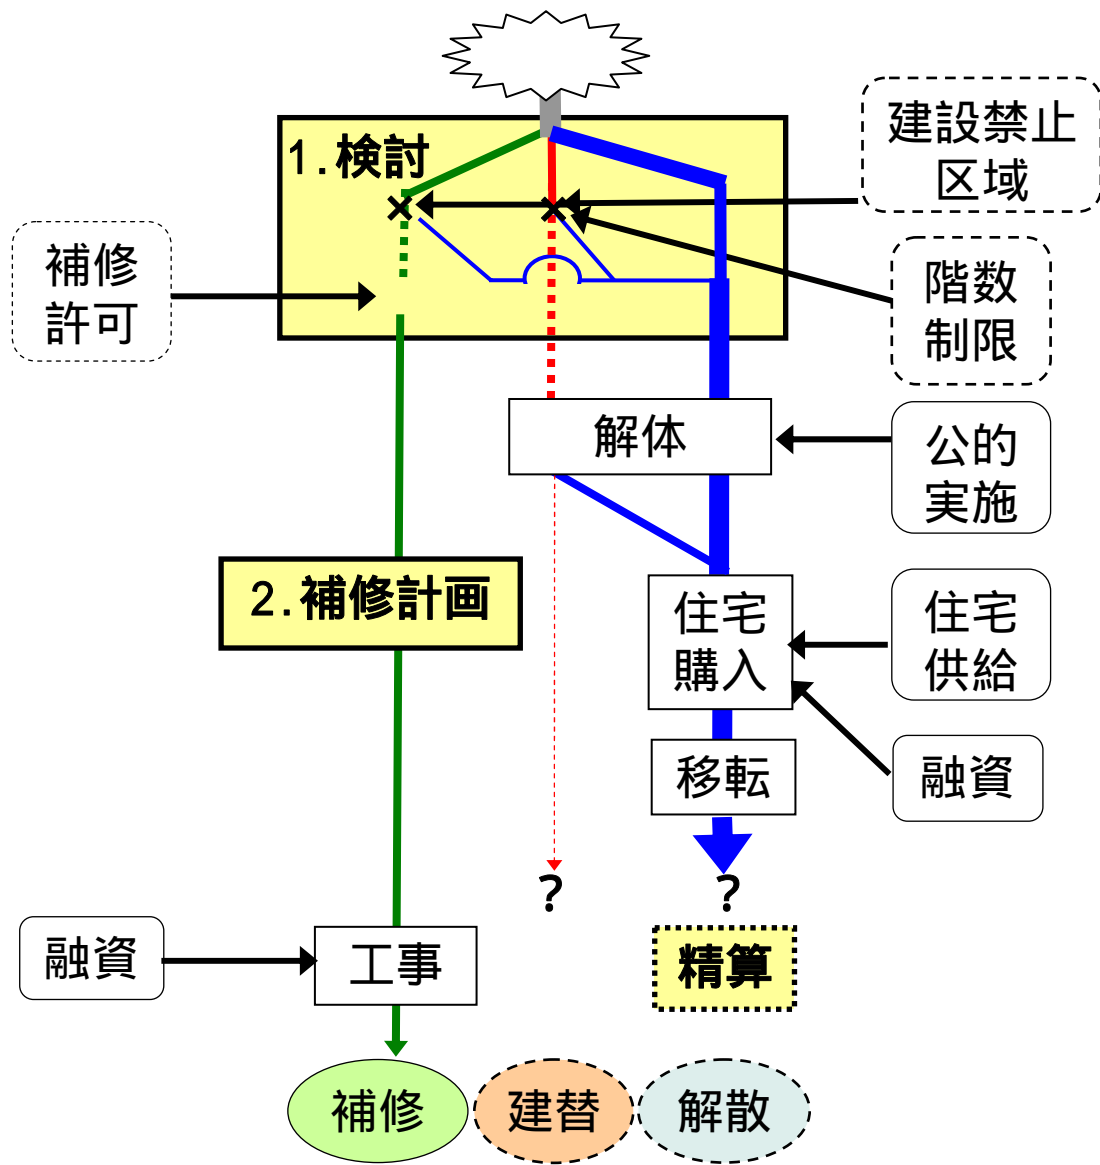 1.検討
建設禁止
区域
補修
許可
階数
制限
解体
公的
実施
2.補修計画
住宅
購入
住宅
供給
移転
融資
?
?
融資
工事
精算
補修
建替
解散